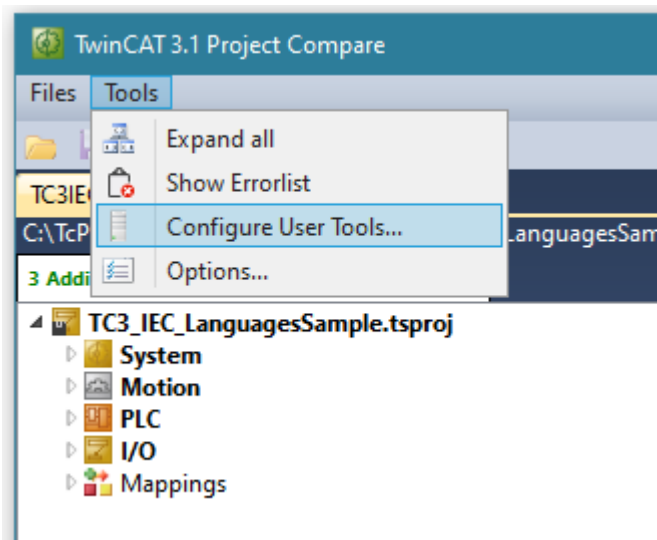 TwinCAT 3.1 Project Compare
Files Tools
Expand all
Show Errorlist
TC3IE
Configure User Tools...
C:\TcP
LanguagesSam
Options...
3 Addi
TC3_IEC_LanguagesSample.tsproj
System
Motion
PLC
I/O
Mappings